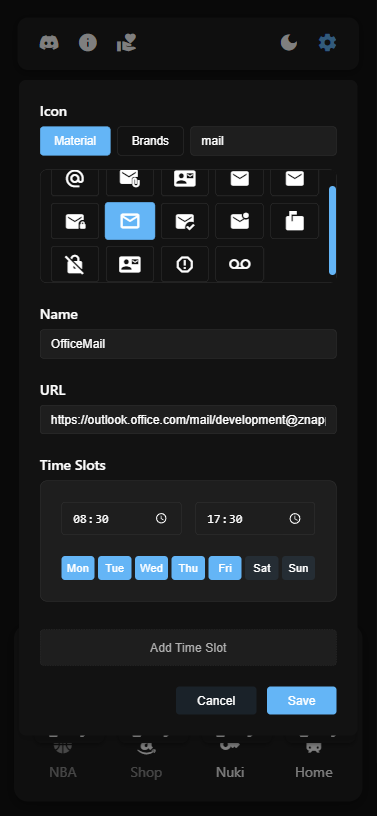 Icon
Material Brands mail
Name
OfficeMail
URL
https://outlook.office.com/mail/development@znap
Time Slots
08:30 17:30
Mon Tue Wed Thu Fri Sat Sun
Add Time Slot
Cancel Save
NBA Shop Nuki Home